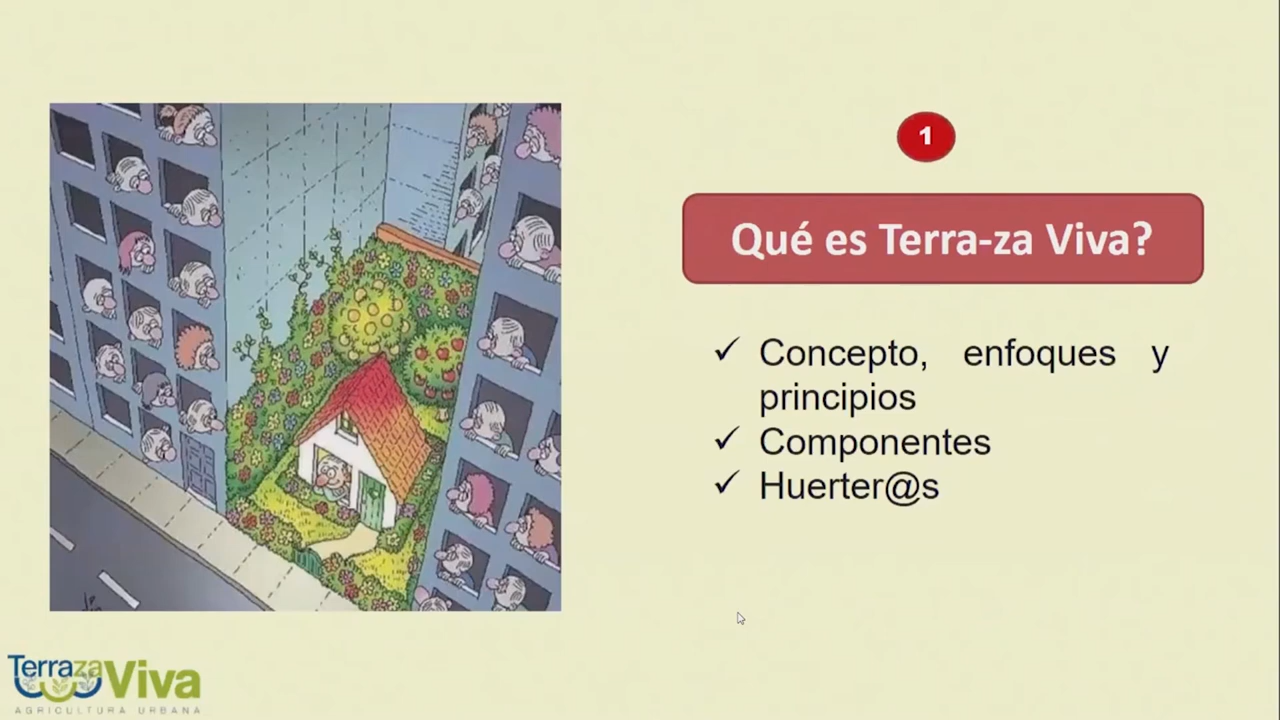 1
Qué es Terra-za Viva?
✓ Concepto, enfoques y
principios
✓ Componentes
✓ Huerter@s
Terraza Viva
AGRICULTURA URBANA